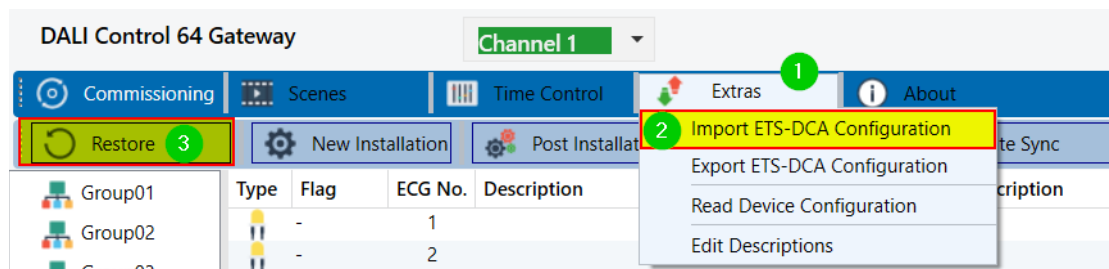 DALI Control 64 Gateway
Channel 1
Commissioning Scenes Time Control Extras 1 About
Restore 3 New Installation Post Installat te Sync
2 Import ETS-DCA Configuration
Export ETS-DCA Configuration
Read Device Configuration
Edit Descriptions
Group01 Type Flag ECG No. Description cription
- 1
Group02
- 2